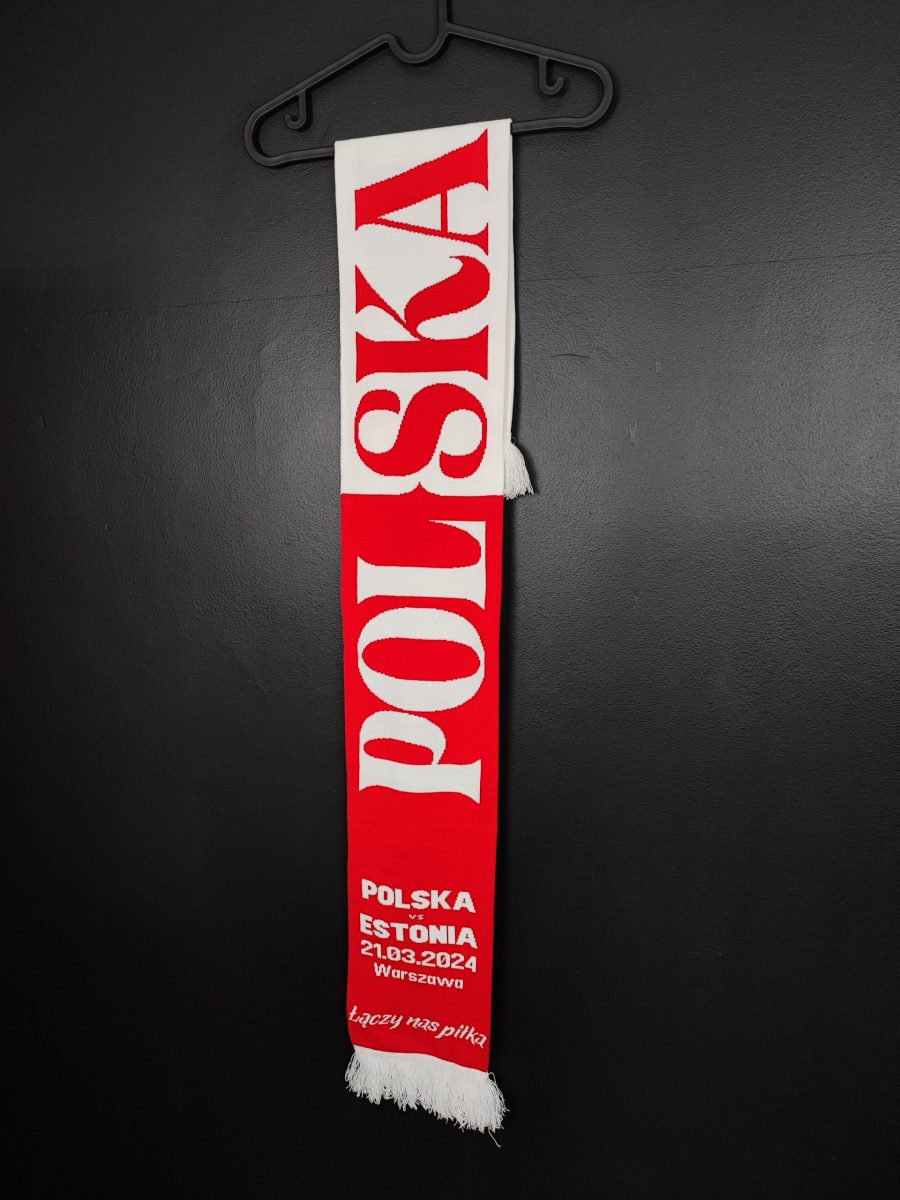 POLSKA
POLSKA
vs
ESTONIA
21.03.2024
Warszawa
Łączy nas piłka